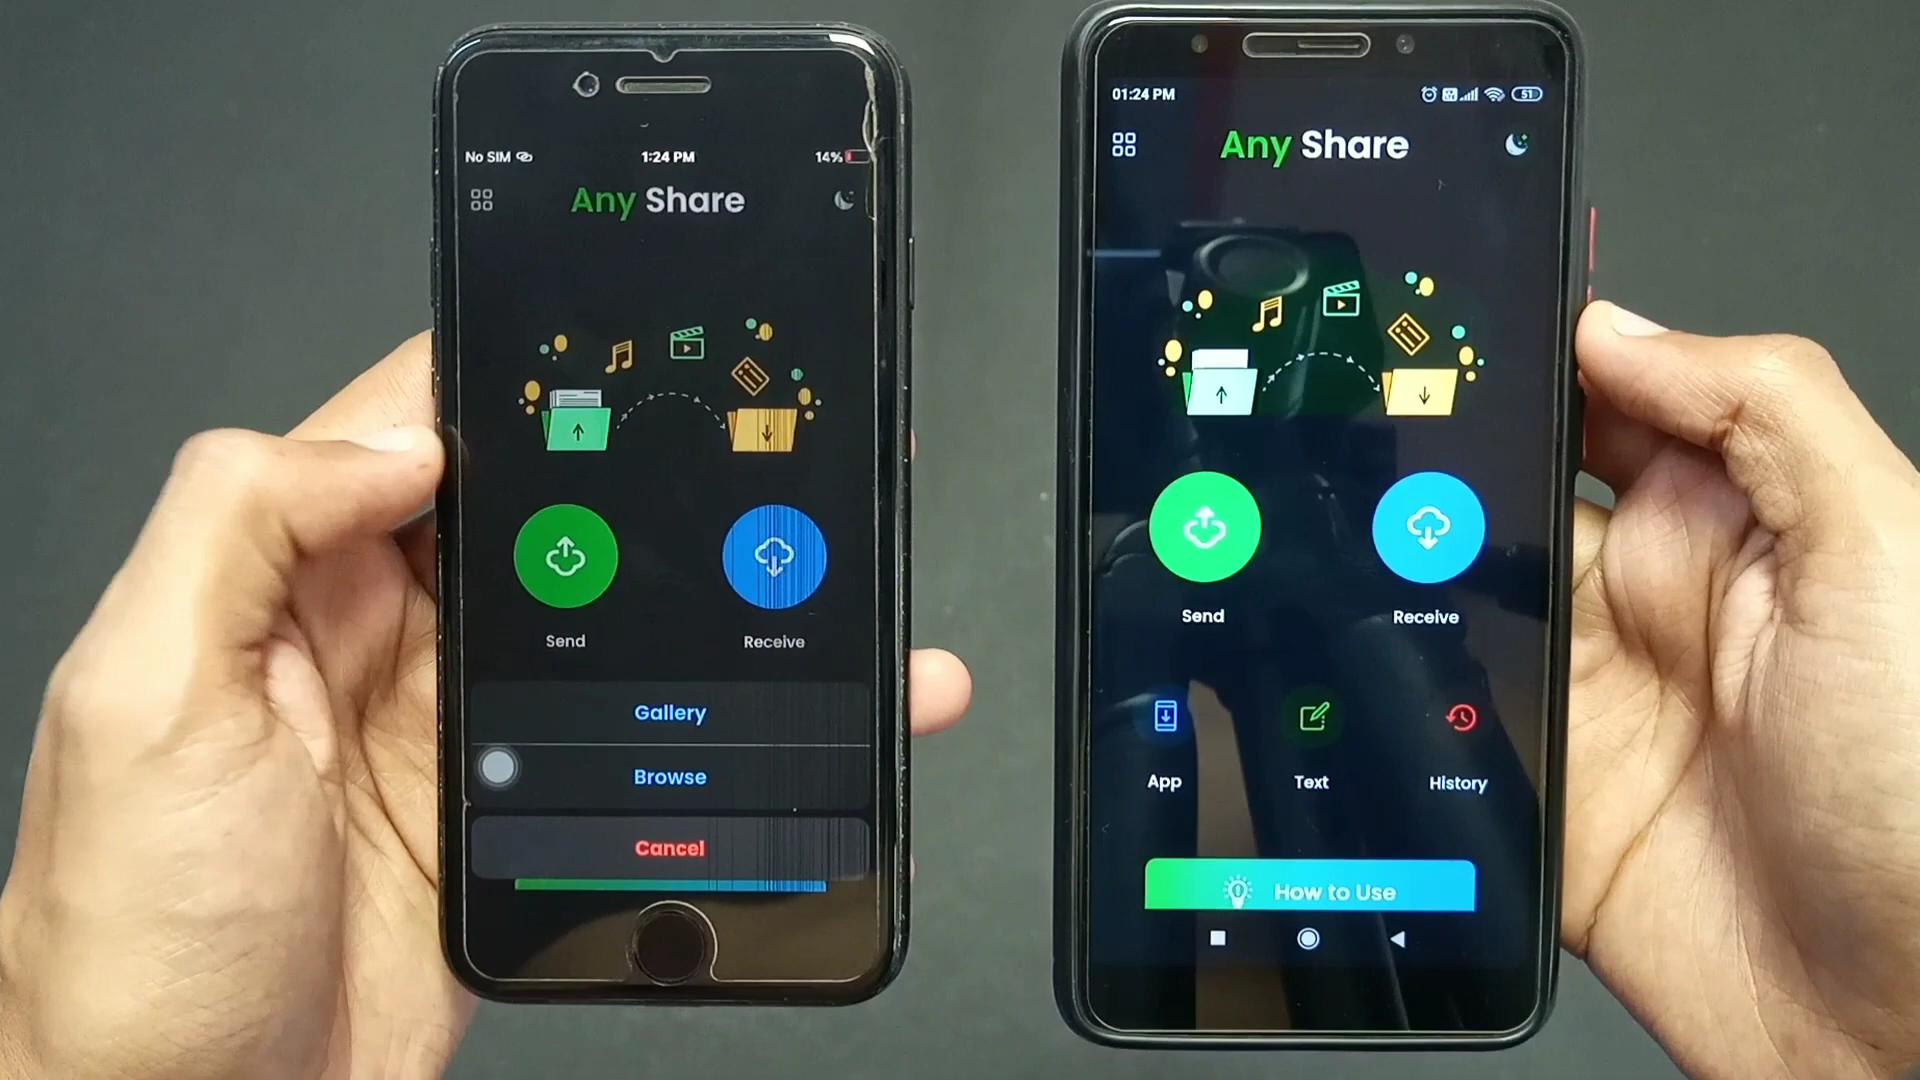 No SIM 1:24 PM 14%
Any Share
Send Receive
Gallery
Browse
Cancel
01:24 PM 51
Any Share
Send Receive
App Text History
How to Use